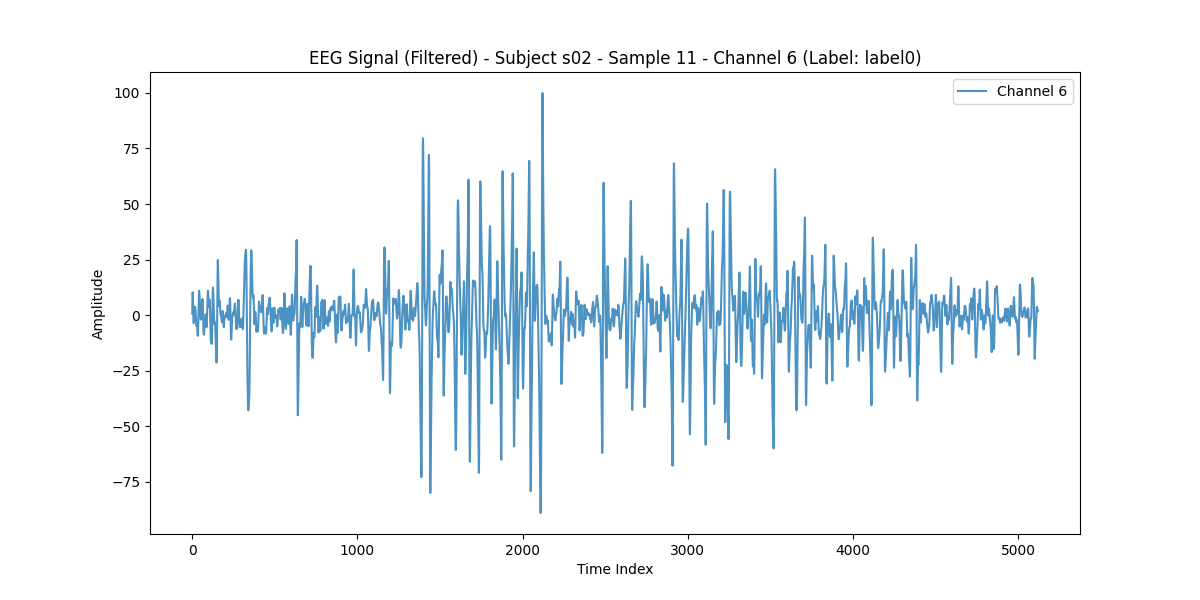 EEG Signal (Filtered) - Subject s02 - Sample 11 - Channel 6 (Label: label0)
Channel 6
100
75
50
25
0
−25
−50
−75
Amplitude
0 1000 2000 3000 4000 5000
Time Index